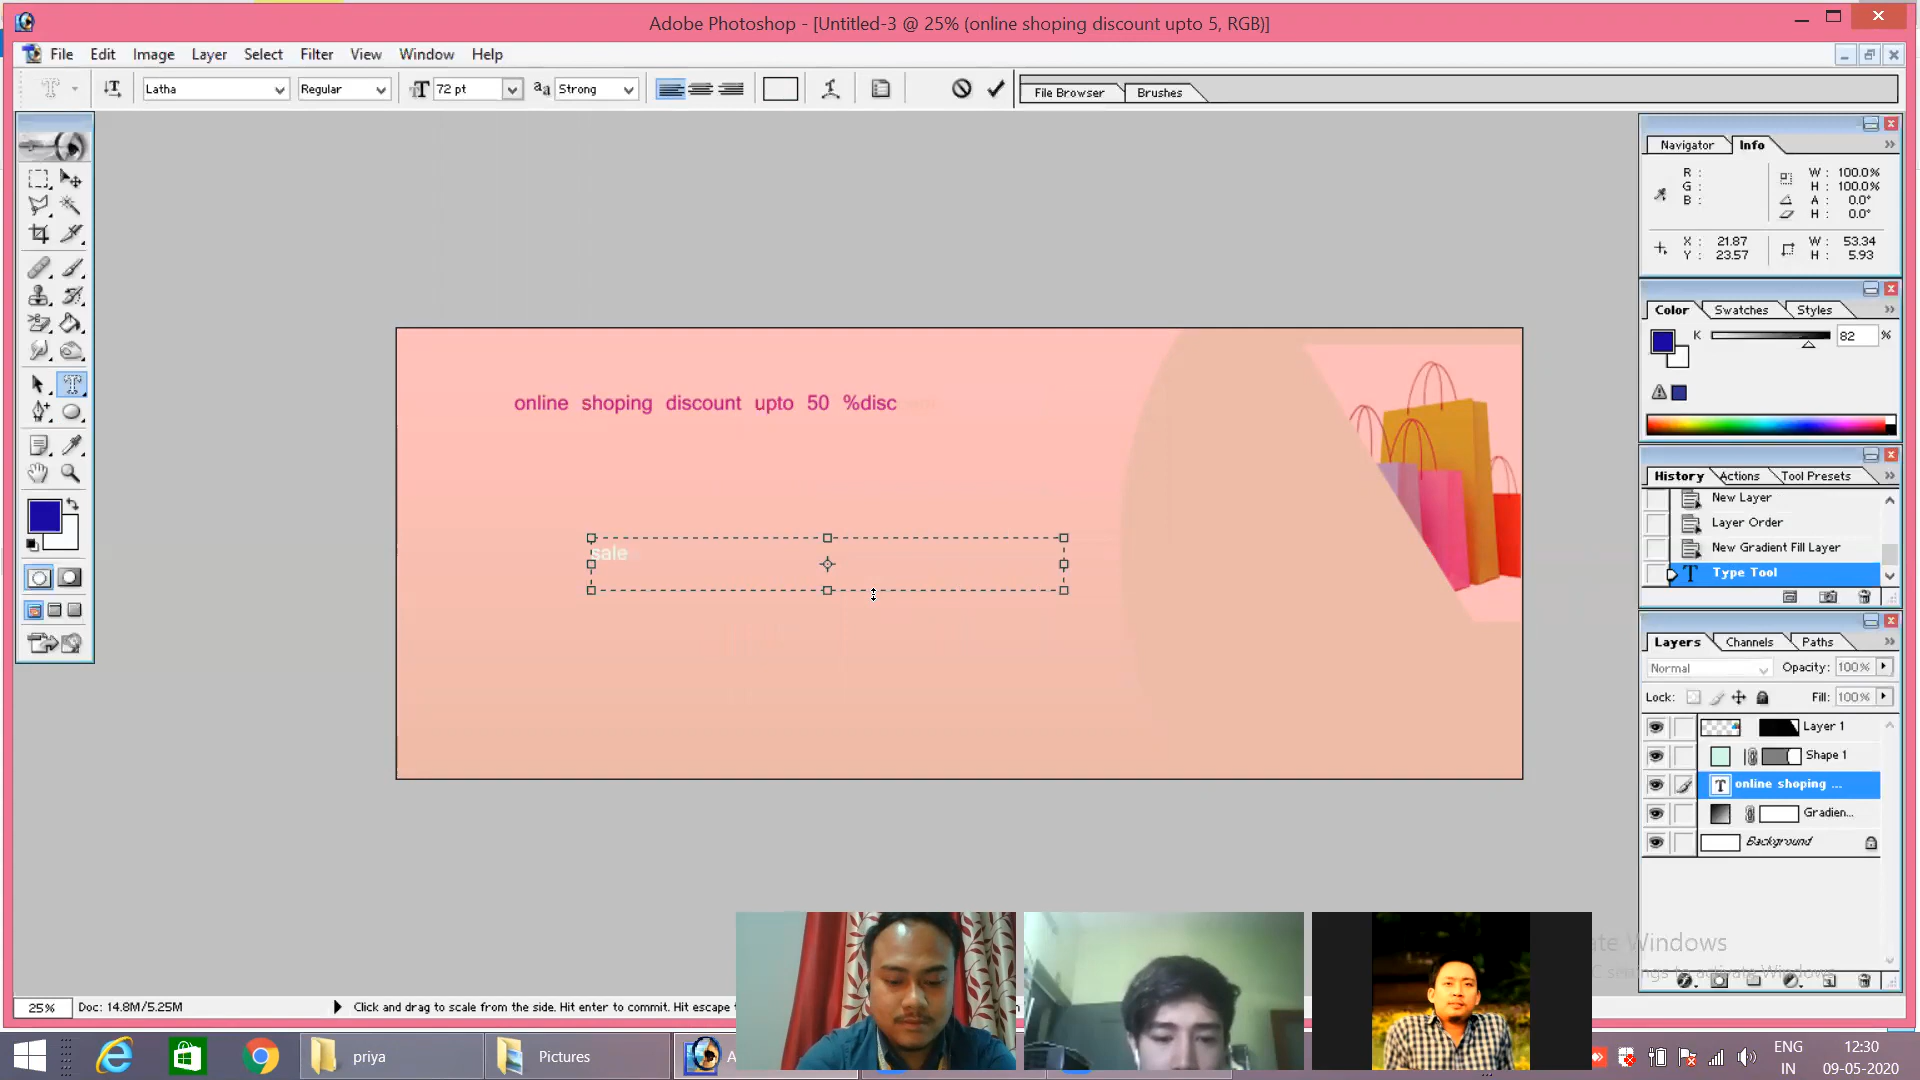 Adobe Photoshop - [Untitled-3 @ 25% (online shoping discount upto 5, RGB)]
File Edit Image Layer Select Filter View Window Help
Latha Regular 72 pt Strong File Browser Brushes
Navigator Info
R : W : 100.0%
G : H : 100.0%
B : A : 0.0°
H : 0.0°
X : 21.87 W : 53.34
Y : 23.57 H : 5.93
Color Swatches Styles
K 82 %
online shoping discount upto 50 %disc
sale
History Actions Tool Presets
New Layer
Layer Order
New Gradient Fill Layer
Type Tool
Layers Channels Paths
Normal Opacity: 100%
Lock: Fill: 100%
Layer 1
Shape 1
online shoping ...
Gradien...
Background
25% Doc: 14.8M/5.25M Click and drag to scale from the side. Hit enter to commit. Hit escape
priya Pictures
ENG
IN
12:30
09-05-2020